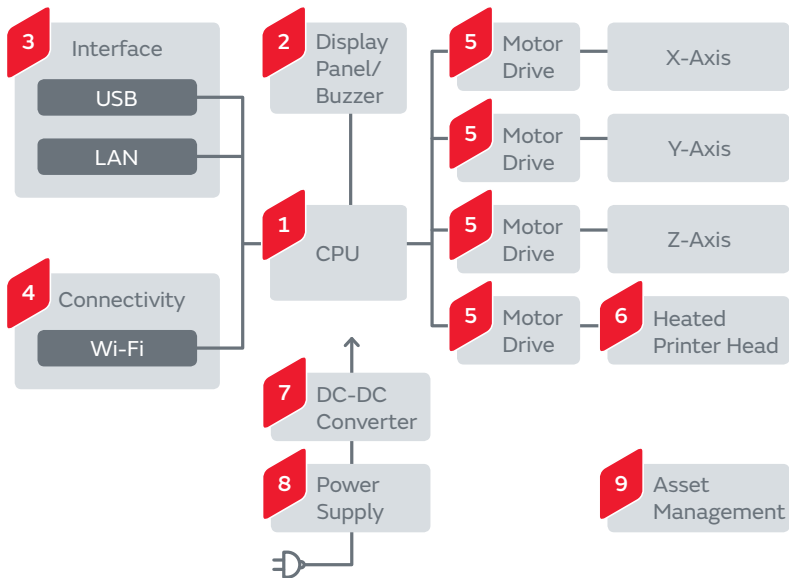 3
Interface
USB
LAN
4
Connectivity
Wi-Fi
2
Display
Panel/
Buzzer
1
CPU
7
DC-DC
Converter
8
Power
Supply
5
Motor
Drive
X-Axis
5
Motor
Drive
Y-Axis
5
Motor
Drive
Z-Axis
5
Motor
Drive
6
Heated
Printer Head
9
Asset
Management